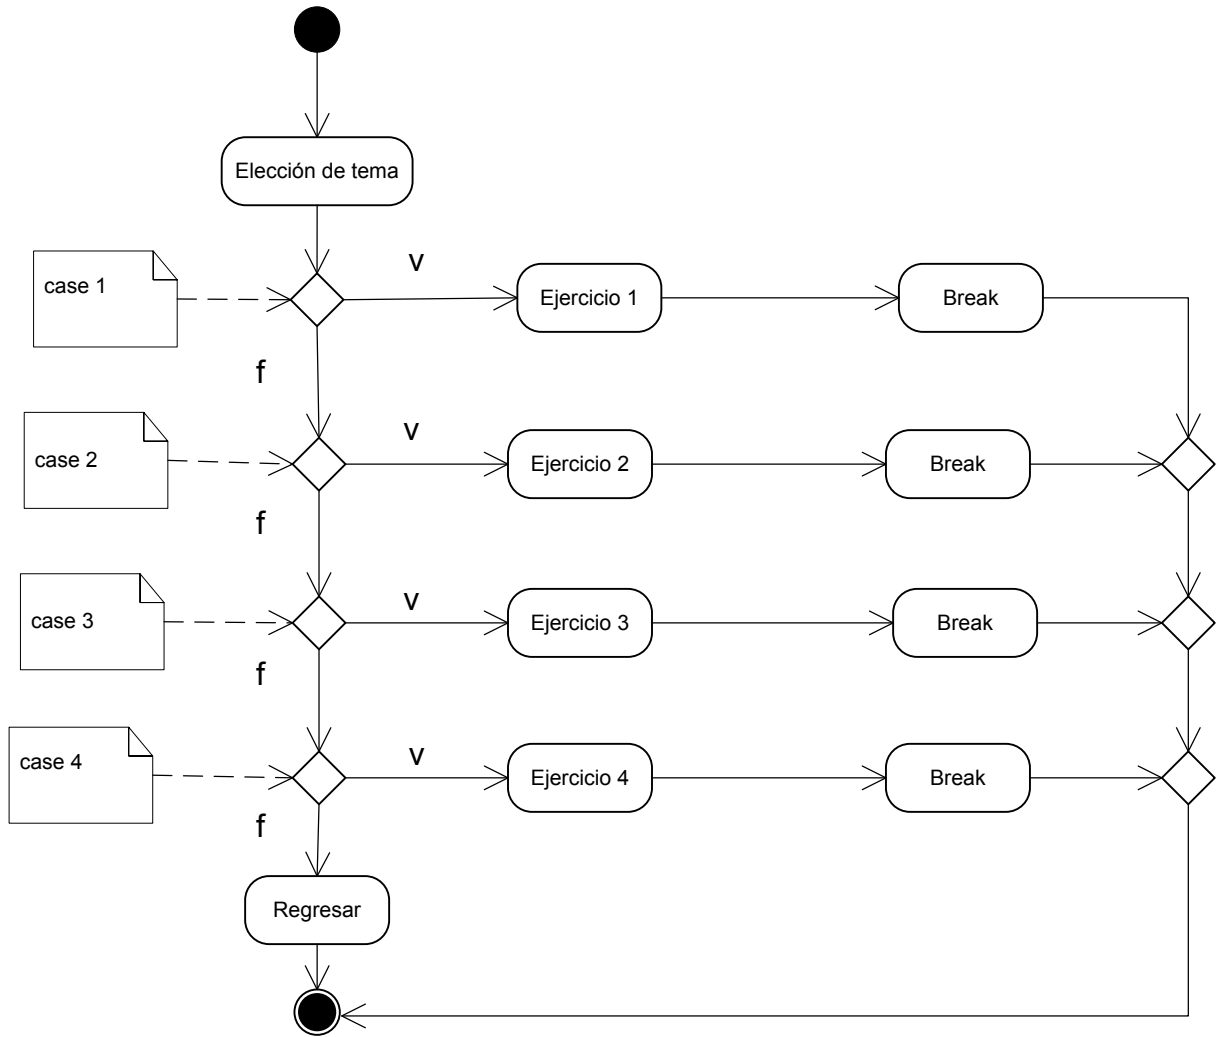 Elección de tema
v
case 1
Ejercicio 1
Break
f
v
case 2
Ejercicio 2
Break
f
v
case 3
Ejercicio 3
Break
f
v
case 4
Ejercicio 4
Break
f
Regresar